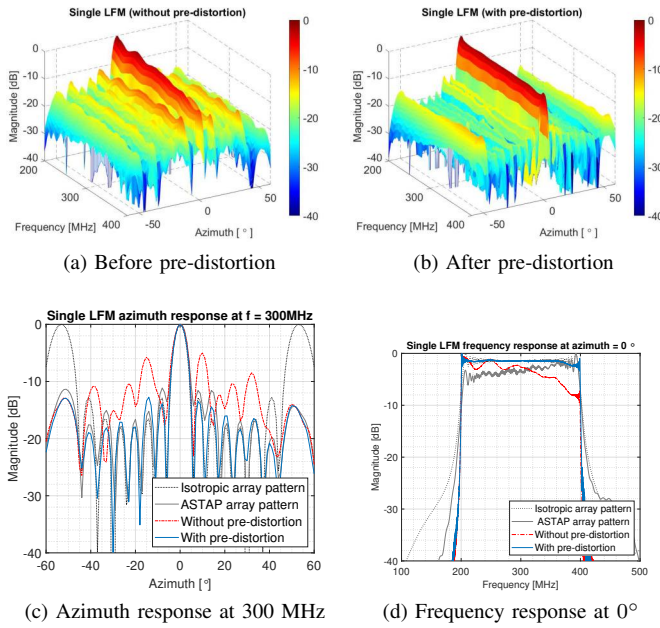 Single LFM (without pre-distortion)
Magnitude [dB]
0
-10
-20
-30
-40
200
300
400
Frequency [MHz]
-50
0
50
Azimuth [ ° ]
0
-10
-20
-30
-40
(a) Before pre-distortion
Single LFM (with pre-distortion)
Magnitude [dB]
0
-10
-20
-30
-40
200
300
400
Frequency [MHz]
-50
0
50
Azimuth [ ° ]
0
-10
-20
-30
-40
(b) After pre-distortion
Single LFM azimuth response at f = 300MHz
Magnitude [dB]
0
-10
-20
-30
-40
Isotropic array pattern
ASTAP array pattern
Without pre-distortion
With pre-distortion
-60 -40 -20 0 20 40 60
Azimuth [°]
(c) Azimuth response at 300 MHz
Single LFM frequency response at azimuth = 0 °
Magnitude [dB]
0
-10
-20
-30
-40
Isotropic array pattern
ASTAP array pattern
Without pre-distortion
With pre-distortion
100 200 300 400 500
Frequency [MHz]
(d) Frequency response at 0°